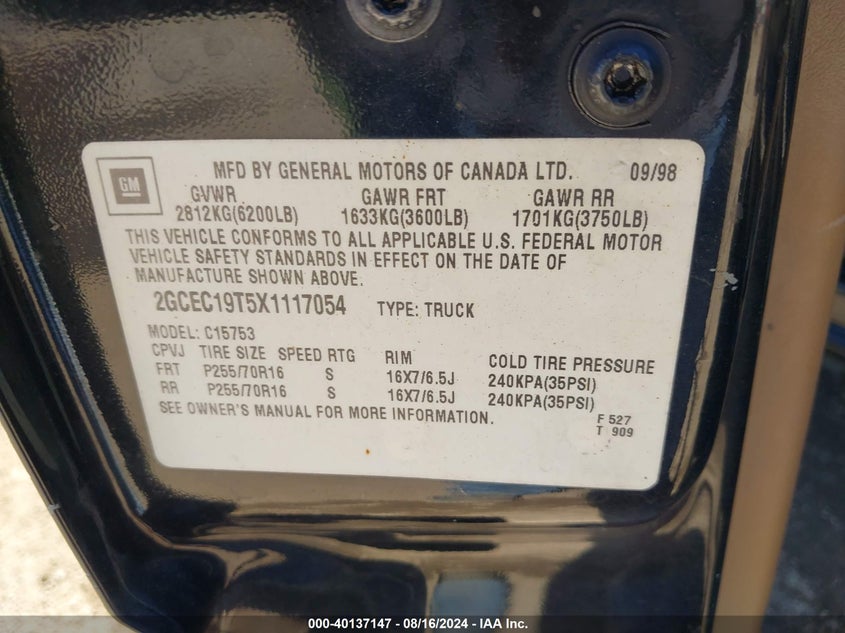 GM
MFD BY GENERAL MOTORS OF CANADA LTD. 09/98
GVWR GAWR FRT GAWR RR
2812KG(6200LB) 1633KG(3600LB) 1701KG(3750LB)
THIS VEHICLE CONFORMS TO ALL APPLICABLE U.S. FEDERAL MOTOR
VEHICLE SAFETY STANDARDS IN EFFECT ON THE DATE OF
MANUFACTURE SHOWN ABOVE.
2GCEC19T5X1117054 TYPE: TRUCK
MODEL: C15753
CPVJ TIRE SIZE SPEED RTG RIM COLD TIRE PRESSURE
FRT P255/70R16 S 16X7/6.5J 240KPA(35PSI)
RR P255/70R16 S 16X7/6.5J 240KPA(35PSI)
SEE OWNER'S MANUAL FOR MORE INFORMATION.
F 527
T 909
000-40137147 - 08/16/2024 - IAA Inc.